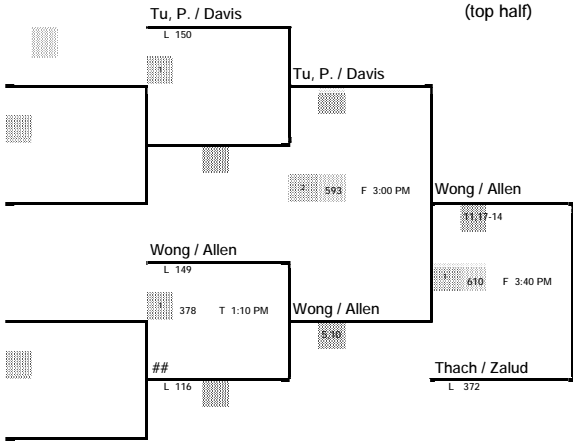 Tu, P. / Davis
(top half)
L 150
1
Tu, P. / Davis
2 593 F 3:00 PM
Wong / Allen
11,17-14
Wong / Allen
L 149
1 610 F 3:40 PM
1 378 T 1:10 PM
Wong / Allen
5,10
##
Thach / Zalud
L 116
L 372